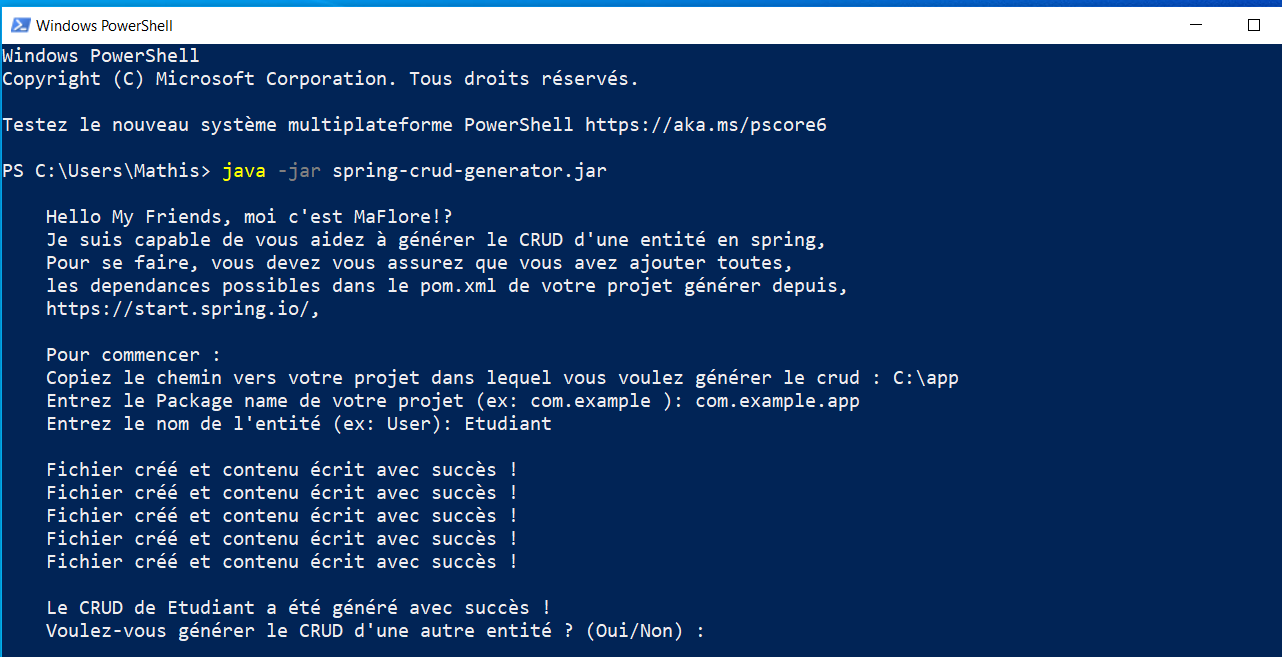 Windows PowerShell
Windows PowerShell
Copyright (C) Microsoft Corporation. Tous droits réservés.
Testez le nouveau système multiplateforme PowerShell https://aka.ms/pscore6
PS C:\Users\Mathis> java -jar spring-crud-generator.jar
Hello My Friends, moi c'est MaFlore!?
Je suis capable de vous aidez à générer le CRUD d'une entité en spring,
Pour se faire, vous devez vous assurez que vous avez ajouter toutes,
les dependances possibles dans le pom.xml de votre projet générer depuis,
https://start.spring.io/,
Pour commencer :
Copiez le chemin vers votre projet dans lequel vous voulez générer le crud : C:\app
Entrez le Package name de votre projet (ex: com.example ): com.example.app
Entrez le nom de l'entité (ex: User): Etudiant
Fichier créé et contenu écrit avec succès !
Fichier créé et contenu écrit avec succès !
Fichier créé et contenu écrit avec succès !
Fichier créé et contenu écrit avec succès !
Fichier créé et contenu écrit avec succès !
Le CRUD de Etudiant a été généré avec succès !
Voulez-vous générer le CRUD d'une autre entité ? (Oui/Non) :